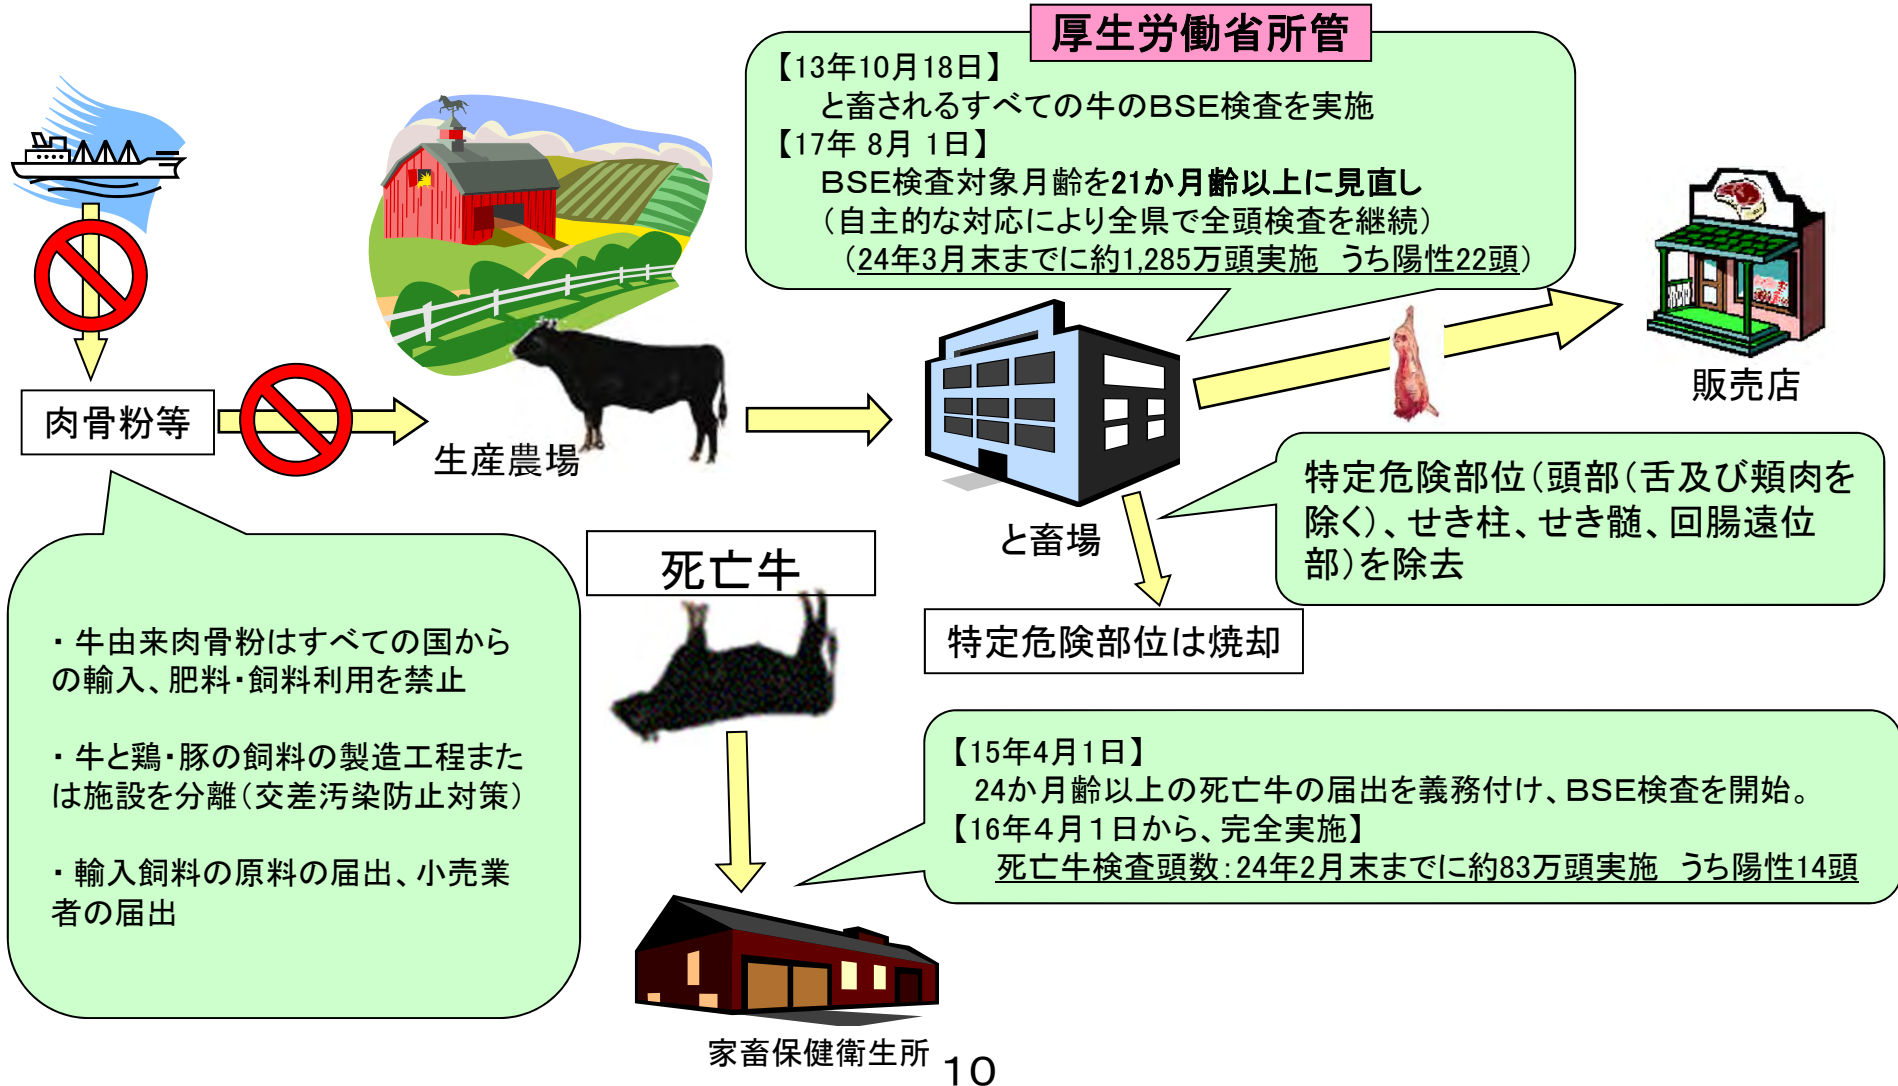 厚生労働省所管
【13年10月18日】
と畜されるすべての牛のBSE検査を実施
【17年 8月 1日】
BSE検査対象月齢を21か月齢以上に見直し
（自主的な対応により全県で全頭検査を継続）
（24年3月末までに約1,285万頭実施　うち陽性22頭）
販売店
肉骨粉等
生産農場
と畜場
特定危険部位（頭部（舌及び頬肉を
除く）、せき柱、せき髄、回腸遠位
部）を除去
特定危険部位は焼却
死亡牛
・牛由来肉骨粉はすべての国から
の輸入、肥料・飼料利用を禁止
・牛と鶏・豚の飼料の製造工程また
は施設を分離（交差汚染防止対策）
・輸入飼料の原料の届出、小売業
者の届出
【15年4月1日】
24か月齢以上の死亡牛の届出を義務付け、BSE検査を開始。
【16年４月１日から、完全実施】
死亡牛検査頭数：24年2月末までに約83万頭実施　うち陽性14頭
家畜保健衛生所
10